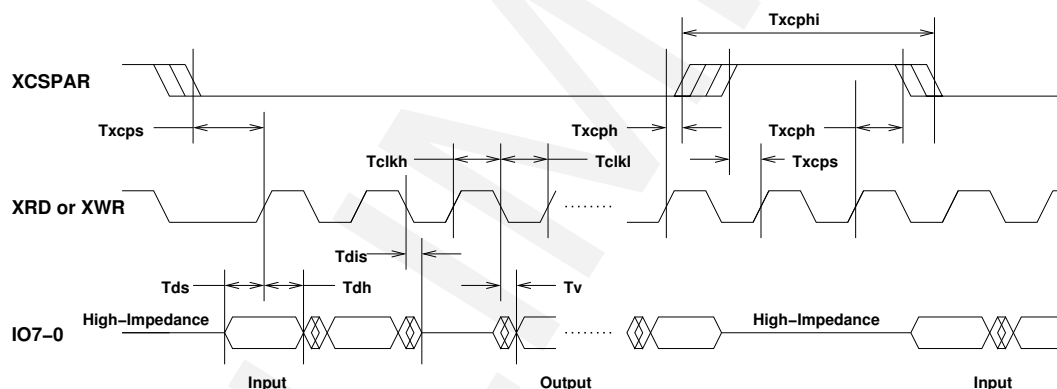 Txcphi
XCSPAR
Txcps
Txcph
Txcph
Tclkh
Tclkl
Txcps
XRD or XWR
Tdis
Tds
Tdh
Tv
High-Impedance
High-Impedance
IO7-0
Input
Output
Input